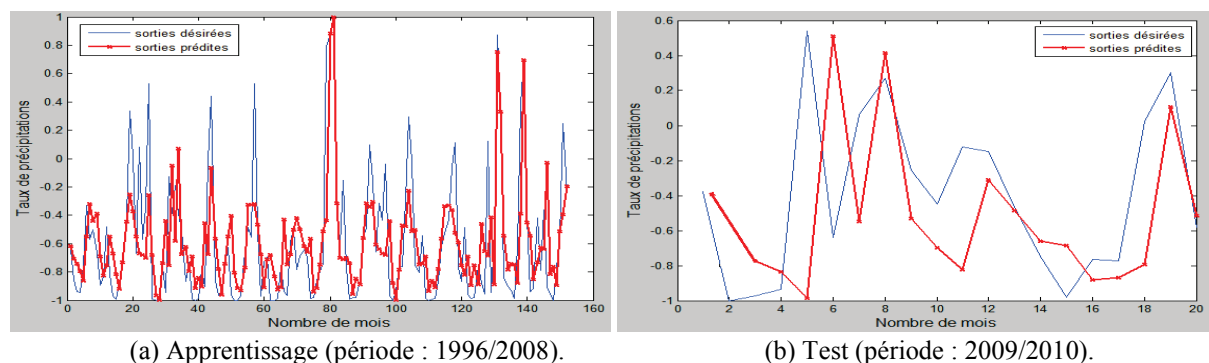 sorties désirées
sorties prédites
Taux de précipitations
1
0.8
0.6
0.4
0.2
0
-0.2
-0.4
-0.6
-0.8
-1
0 20 40 60 80 100 120 140 160
Nombre de mois
(a) Apprentissage (période : 1996/2008).
sorties désirées
sorties prédites
Taux de précipitations
0.6
0.4
0.2
0
-0.2
-0.4
-0.6
-0.8
-1
0 2 4 6 8 10 12 14 16 18 20
Nombre de mois
(b) Test (période : 2009/2010).